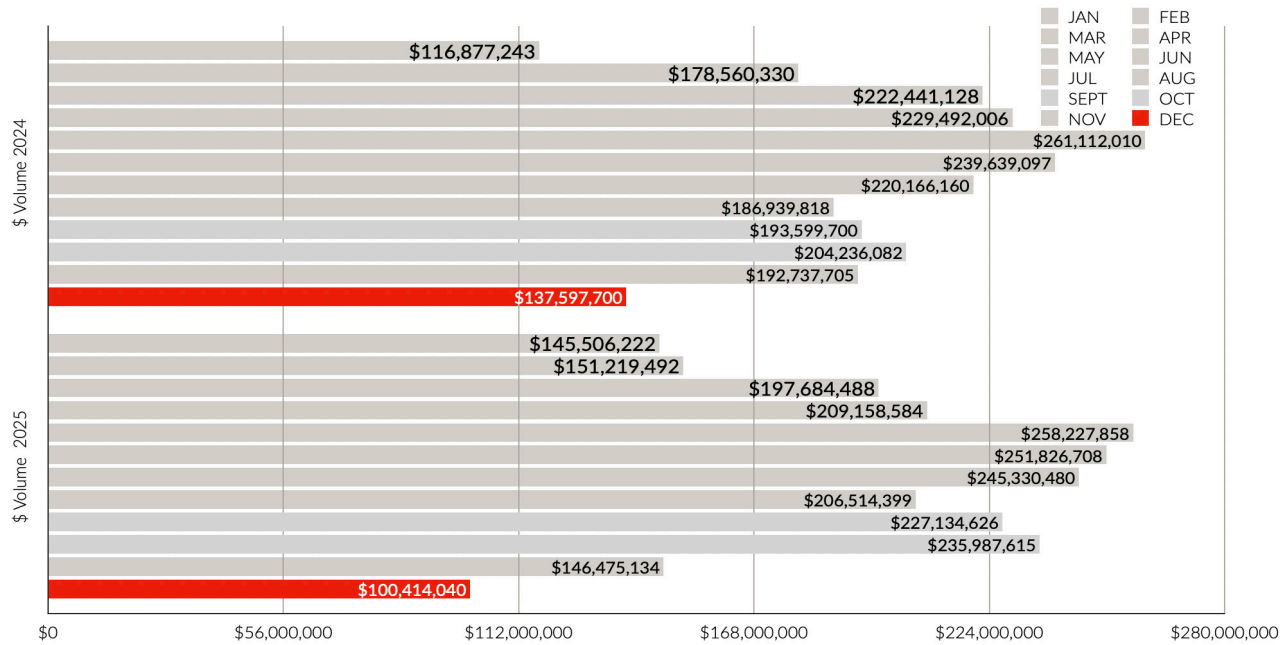 JAN FEB
MAR APR
MAY JUN
JUL AUG
SEPT OCT
NOV DEC
$ Volume 2024
$116,877,243
$178,560,330
$222,441,128
$229,492,006
$261,112,010
$239,639,097
$220,166,160
$186,939,818
$193,599,700
$204,236,082
$192,737,705
$137,597,700
$ Volume 2025
$145,506,222
$151,219,492
$197,684,488
$209,158,584
$258,227,858
$251,826,708
$245,330,480
$206,514,399
$227,134,626
$235,987,615
$146,475,134
$100,414,040
$0 $56,000,000 $112,000,000 $168,000,000 $224,000,000 $280,000,000